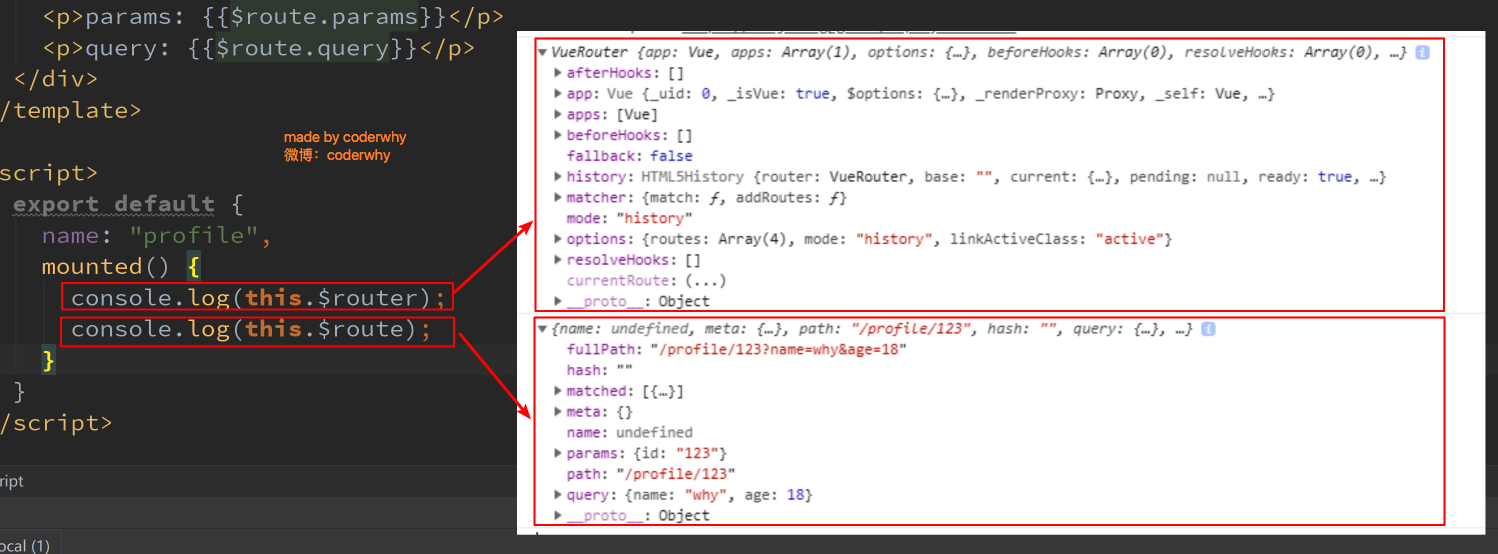 <p>params: {{$route.params}}</p>
<p>query: {{$route.query}}</p>
</div>
/template>
made by coderwhy
微博：coderwhy
script>
export default {
name: "profile",
mounted() {
console.log(this.$router);
console.log(this.$route);
}
}
/script>
ript
ocal (1)
VueRouter {app: Vue, apps: Array(1), options: {…}, beforeHooks: Array(0), resolveHooks: Array(0), …}
afterHooks: []
app: Vue {_uid: 0, _isVue: true, $options: {…}, _renderProxy: Proxy, _self: Vue, …}
apps: [Vue]
beforeHooks: []
fallback: false
history: HTML5History {router: VueRouter, base: "", current: {…}, pending: null, ready: true, …}
matcher: {match: ƒ, addRoutes: ƒ}
mode: "history"
options: {routes: Array(4), mode: "history", linkActiveClass: "active"}
resolveHooks: []
currentRoute: (...)
__proto__: Object
{name: undefined, meta: {…}, path: "/profile/123", hash: "", query: {…}, …}
fullPath: "/profile/123?name=why&age=18"
hash: ""
matched: [{…}]
meta: {}
name: undefined
params: {id: "123"}
path: "/profile/123"
query: {name: "why", age: 18}
__proto__: Object